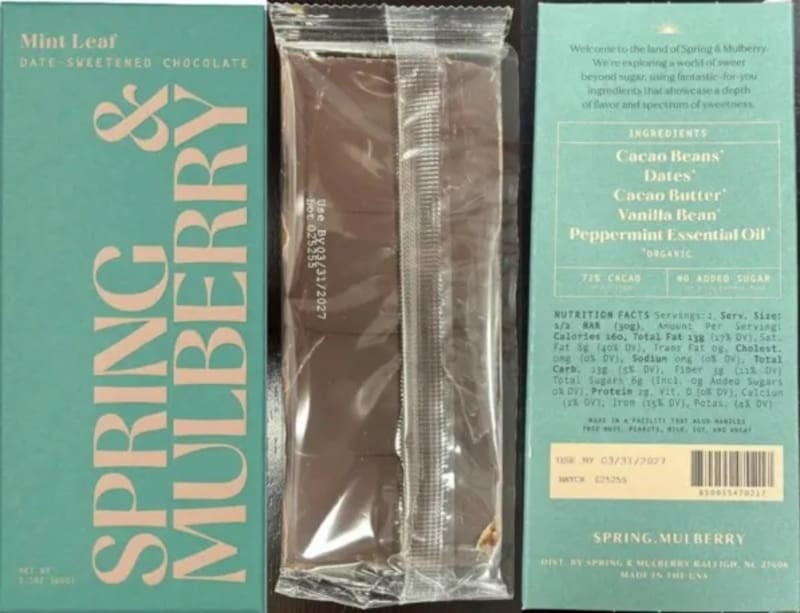 Mint Leaf
DATE-SWEETENED CHOCOLATE
SPRING &
MULBERRY
NET WT
Use By03/31/2027
Lot 025255
Welcome to the land of Spring & Mulberry.
We're exploring a world of sweet
beyond sugar, using fantastic-for-you
ingredients that showcase a depth
of flavor and spectrum of sweetness.
INGREDIENTS
Cacao Beans*
Dates*
Cacao Butter*
Vanilla Bean*
Peppermint Essential Oil*
*ORGANIC
72% CACAO
NO ADDED SUGAR
NUTRITION FACTS Servings: 2, Serv. Size:
1/2 BAR (30g), Amount Per Serving:
Calories 160, Total Fat 13g (17% DV), Sat.
Fat 8g (40% DV), Trans Fat 0g, Cholest.
0mg (0% DV), Sodium 0mg (0% DV), Total
Carb. 13g (5% DV), Fiber 3g (11% DV)
Total Sugars 6g (Incl. 0g Added Sugars
0% DV), Protein 2g, Vit. D (0% DV), Calcium
(2% DV), Iron (15% DV), Potas. (4% DV)
MADE IN A FACILITY THAT ALSO HANDLES
TREE NUTS, PEANUTS, MILK, SOY, AND WHEAT
USE BY 03/31/2027
BATCH 025255
850055470217
SPRING.MULBERRY
DIST. BY SPRING & MULBERRY RALEIGH, NC 27606
MADE IN THE USA